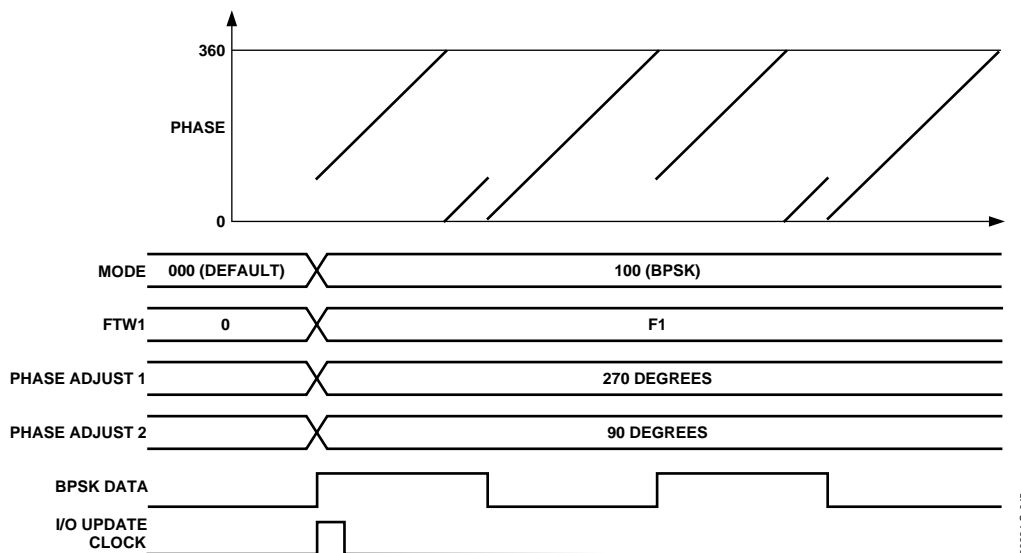 360
PHASE
0
MODE 000 (DEFAULT) 100 (BPSK)
FTW1 0 F1
PHASE ADJUST 1 270 DEGREES
PHASE ADJUST 2 90 DEGREES
BPSK DATA
I/O UPDATE
CLOCK